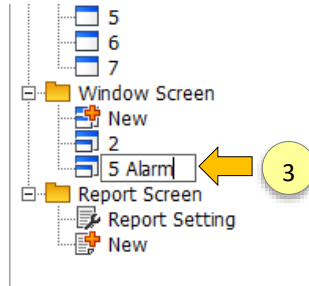 5
6
7
Window Screen
New
2
5 Alarm
3
Report Screen
Report Setting
New